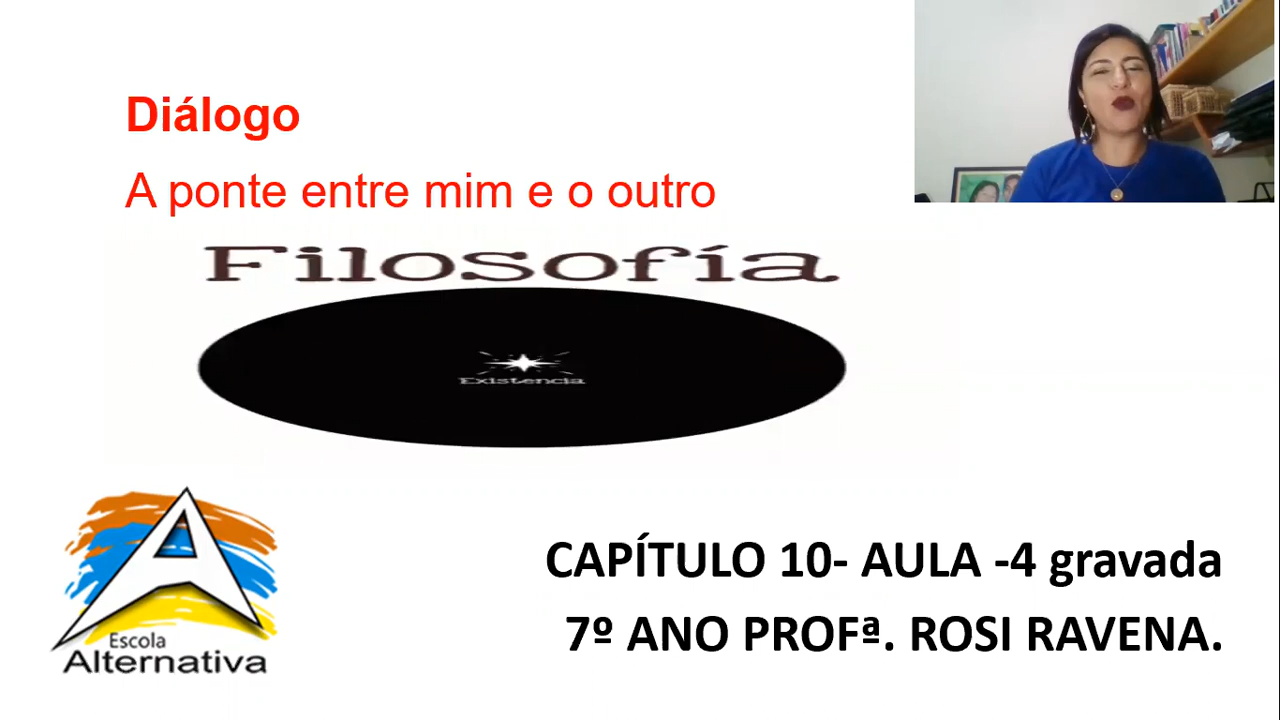 Diálogo
A ponte entre mim e o outro
Filosofía
Existencia
Escola
Alternativa
CAPÍTULO 10- AULA -4 gravada
7º ANO PROFª. ROSI RAVENA.